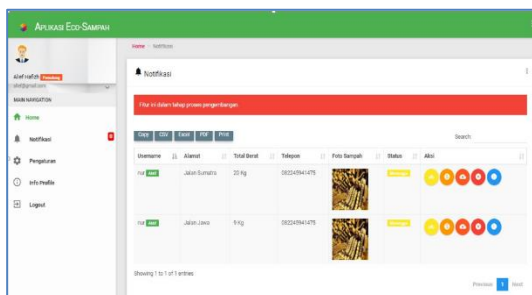 APLIKASI ECO-SAMPAH
Home Notifikasi
Alief Hafizh
MAIN NAVIGATION
Home
Notifikasi
Pengaturan
Info Profile
Logout
Notifikasi
Fitur ini dalam tahap proses pengembangan
Copy CSV Excel PDF Print
Search:
Username Alamat Total Berat Telepon Foto Sampah Status Aksi
nur Jalan Sumatra 20 Kg 082245941475
nur Jalan Jawa 9 Kg 082245941475
Showing 1 to 1 of 1 entries
Previous 1 Next